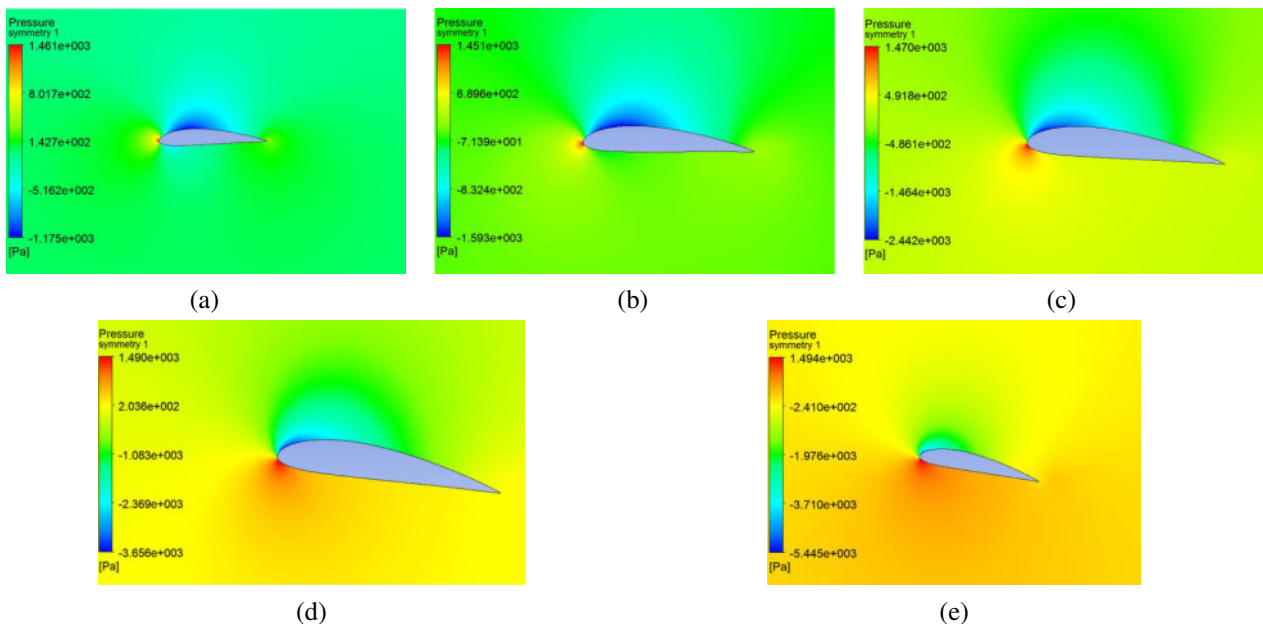 Pressure
symmetry 1
1.461e+003
8.017e+002
1.427e+002
-5.162e+002
-1.175e+003
[Pa]
(a)
Pressure
symmetry 1
1.451e+003
6.896e+002
-7.139e+001
-8.324e+002
-1.593e+003
[Pa]
(b)
Pressure
symmetry 1
1.470e+003
4.918e+002
-4.861e+002
-1.464e+003
-2.442e+003
[Pa]
(c)
Pressure
symmetry 1
1.490e+003
2.036e+002
-1.083e+003
-2.369e+003
-3.656e+003
[Pa]
(d)
Pressure
symmetry 1
1.494e+003
-2.410e+002
-1.976e+003
-3.710e+003
-5.445e+003
[Pa]
(e)